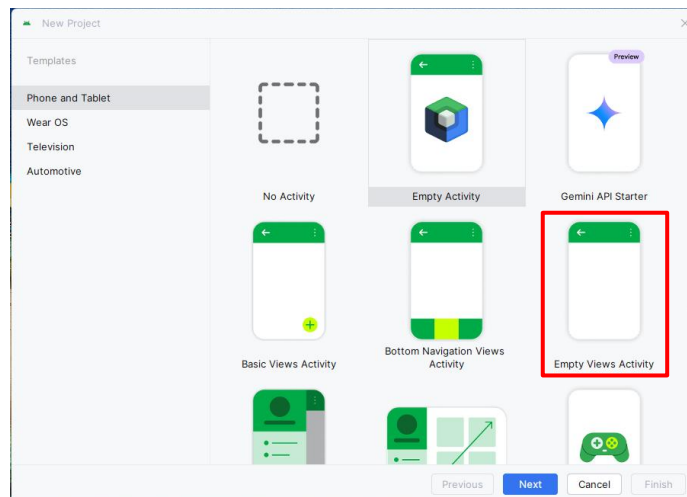 New Project
Templates
Phone and Tablet
Wear OS
Television
Automotive
No Activity
Empty Activity
Preview
Gemini API Starter
Basic Views Activity
Bottom Navigation Views
Activity
Empty Views Activity
Previous
Next
Cancel
Finish